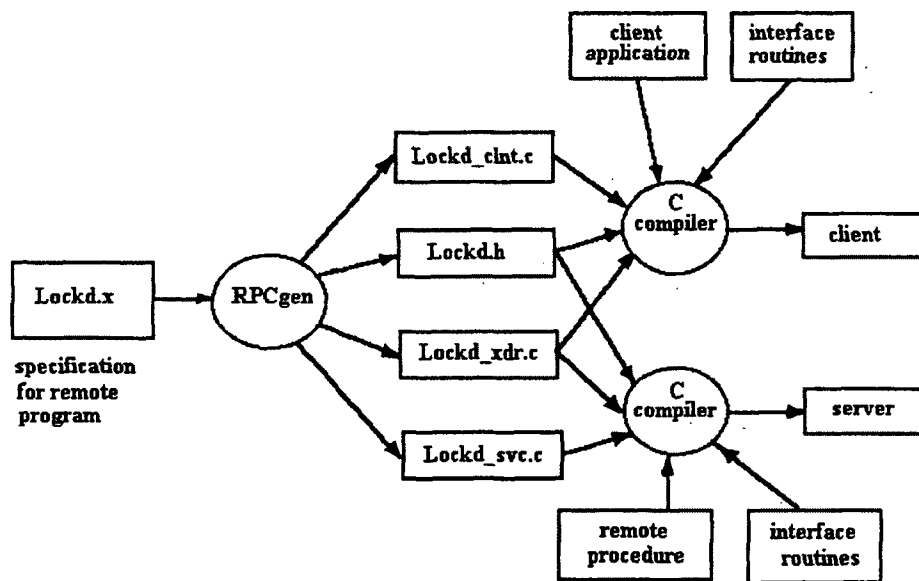 client
application
interface
routines
Lockd_clnt.c
C
compiler
client
Lockd.h
Lockd.x
RPCgen
Lockd_xdr.c
specification
for remote
program
C
compiler
server
Lockd_svc.c
remote
procedure
interface
routines